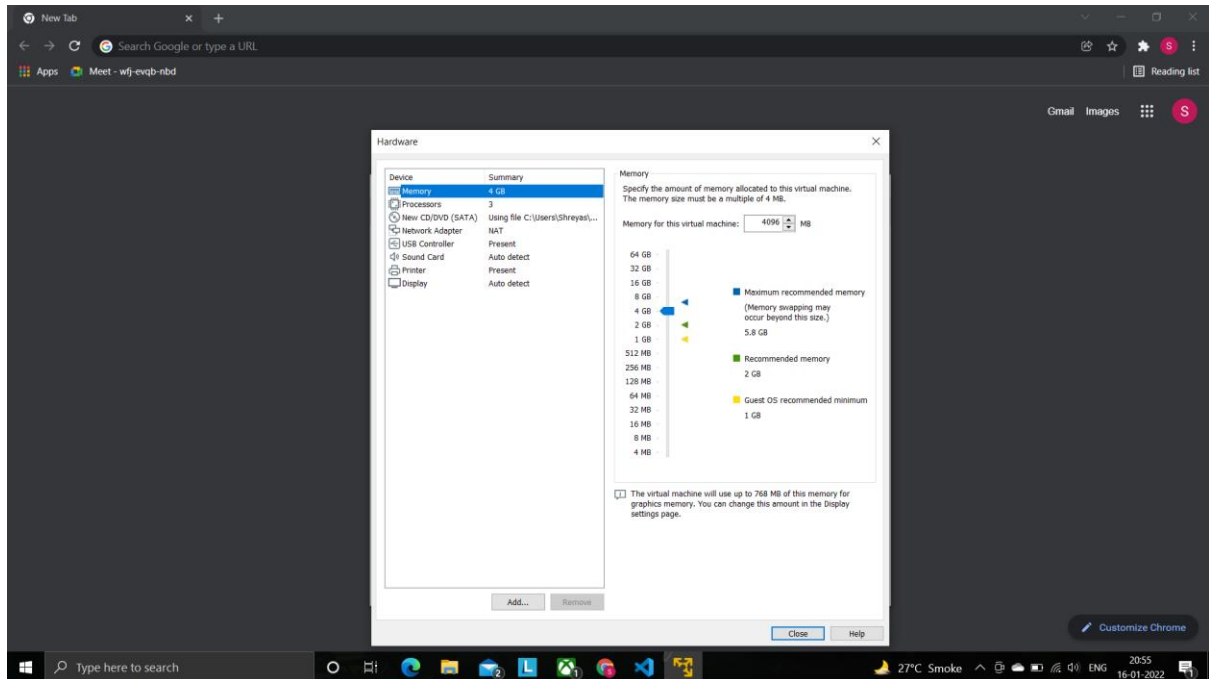 New Tab
Search Google or type a URL
Apps Meet - wfj-evqb-nbd Reading list
Gmail Images S
Hardware
Device Summary
Memory 4 GB
Processors 3
New CD/DVD (SATA) Using file C:\Users\Shreyas\...
Network Adapter NAT
USB Controller Present
Sound Card Auto detect
Printer Present
Display Auto detect
Add... Remove
Memory
Specify the amount of memory allocated to this virtual machine.
The memory size must be a multiple of 4 MB.
Memory for this virtual machine: 4096 MB
64 GB
32 GB
16 GB
8 GB
4 GB
2 GB
1 GB
512 MB
256 MB
128 MB
64 MB
32 MB
16 MB
8 MB
4 MB
Maximum recommended memory
(Memory swapping may
occur beyond this size.)
5.8 GB
Recommended memory
2 GB
Guest OS recommended minimum
1 GB
The virtual machine will use up to 768 MB of this memory for
graphics memory. You can change this amount in the Display
settings page.
Close Help
Customize Chrome
Type here to search
27°C Smoke ENG
20:55
16-01-2022